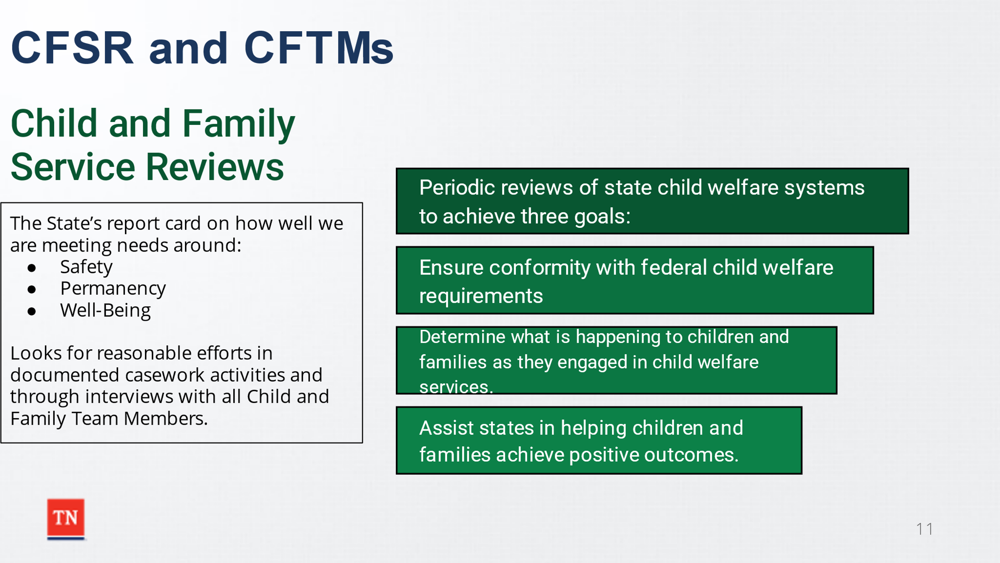 CFSR and CFTMs
Child and Family
Service Reviews
The State’s report card on how well we
are meeting needs around:
● Safety
● Permanency
● Well-Being
Looks for reasonable efforts in
documented casework activities and
through interviews with all Child and
Family Team Members.
Periodic reviews of state child welfare systems
to achieve three goals:
Ensure conformity with federal child welfare
requirements
Determine what is happening to children and
families as they engaged in child welfare
services.
Assist states in helping children and
families achieve positive outcomes.
TN
11